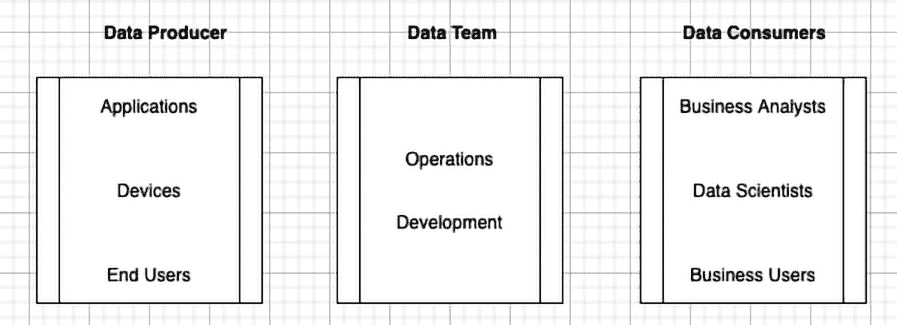 Data Producer
Data Team
Data Consumers
Applications
Devices
End Users
Operations
Development
Business Analysts
Data Scientists
Business Users